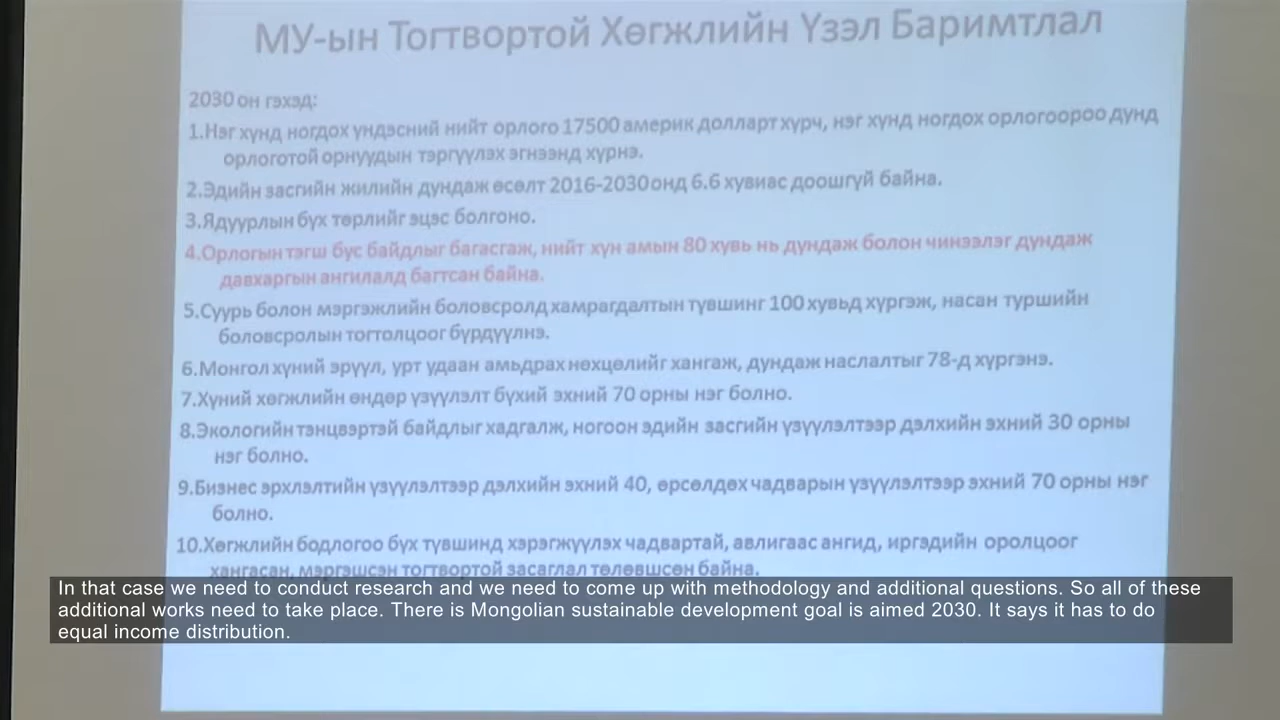 МУ-ын Тогтвортой Хөгжлийн Үзэл Баримтлал
2030 он гэхэд:
1.Нэг хүнд ногдох үндэсний нийт орлого 17500 америк долларт хүрч, нэг хүнд ногдох орлогоороо дунд
орлоготой орнуудын тэргүүлэх эгнээнд хүрнэ.
2.Эдийн засгийн жилийн дундаж өсөлт 2016-2030 онд 6.6 хувиас доошгүй байна.
3.Ядуурлын бүх төрлийг эцэс болгоно.
4.Орлогын тэгш бус байдлыг багасгаж, нийт хүн амын 80 хувь нь дундаж болон чинээлэг дундаж
давхаргын ангилалд багтсан байна.
5.Суурь болон мэргэжлийн боловсролд хамрагдалтын түвшинг 100 хувьд хүргэж, насан туршийн
боловсролын тогтолцоог бүрдүүлнэ.
6.Монгол хүний эрүүл, урт удаан амьдрах нөхцөлийг хангаж, дундаж наслалтыг 78-д хүргэнэ.
7.Хүний хөгжлийн өндөр үзүүлэлт бүхий эхний 70 орны нэг болно.
8.Экологийн тэнцвэртэй байдлыг хадгалж, ногоон эдийн засгийн үзүүлэлтээр дэлхийн эхний 30 орны
нэг болно.
9.Бизнес эрхлэлтийн үзүүлэлтээр дэлхийн эхний 40, өрсөлдөх чадварын үзүүлэлтээр эхний 70 орны нэг
болно.
10.Хөгжлийн бодлогоо бүх түвшинд хэрэгжүүлэх чадвартай, авлигаас ангид, иргэдийн оролцоог
хангасан, мэргэшсэн тогтвортой засаглал төлөвшсөн байна.
In that case we need to conduct research and we need to come up with methodology and additional questions. So all of these
additional works need to take place. There is Mongolian sustainable development goal is aimed 2030. It says it has to do
equal income distribution.